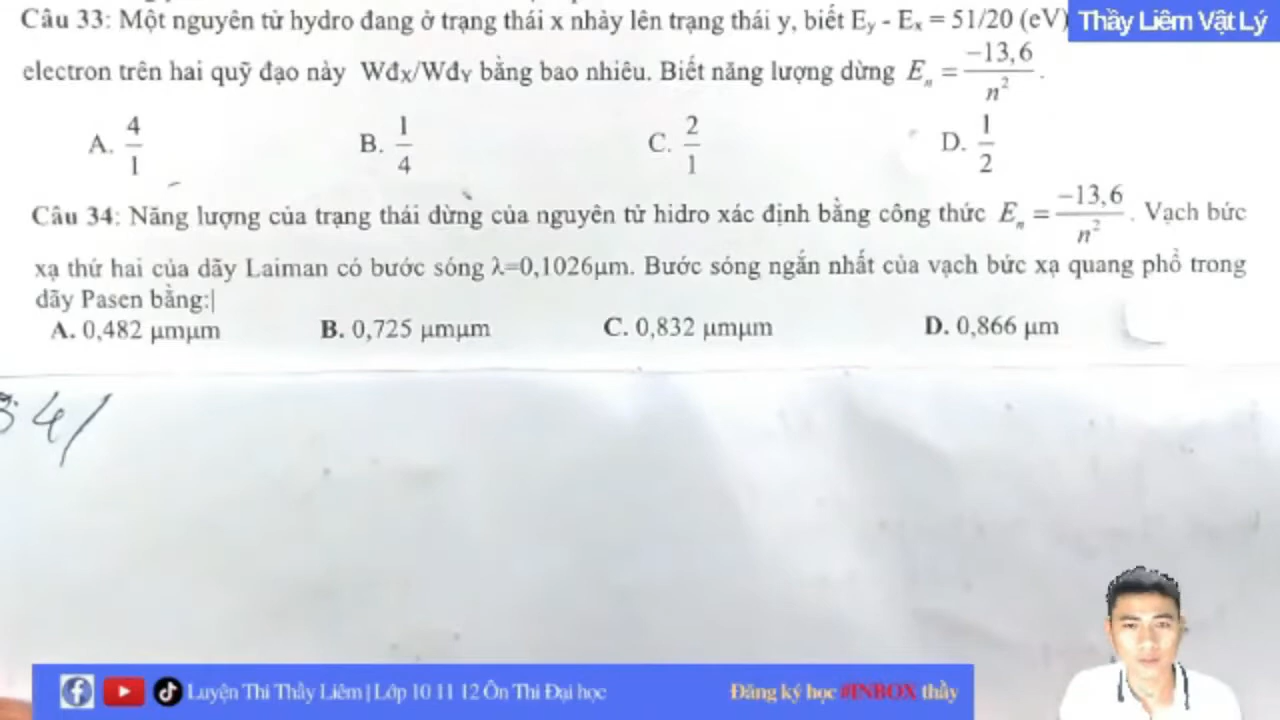 Câu 33: Một nguyên tử hydro đang ở trạng thái x nhảy lên trạng thái y, biết Ey - Ex = 51/20 (eV)
Thầy Liêm Vật Lý
electron trên hai quỹ đạo này Wđx/WđY bằng bao nhiêu. Biết năng lượng dừng En = −13,6/n².
A. 4/1 B. 1/4 C. 2/1 D. 1/2
Câu 34: Năng lượng của trạng thái dừng của nguyên tử hidro xác định bằng công thức En = −13,6/n². Vạch bức
xạ thứ hai của dãy Laiman có bước sóng λ=0,1026μm. Bước sóng ngắn nhất của vạch bức xạ quang phổ trong
dãy Pasen bằng:|
A. 0,482 μmμm B. 0,725 μmμm C. 0,832 μmμm D. 0,866 μm
34/
Luyện Thi Thầy Liêm | Lớp 10 11 12 Ôn Thi Đại học Đăng ký học #INBOX thầy